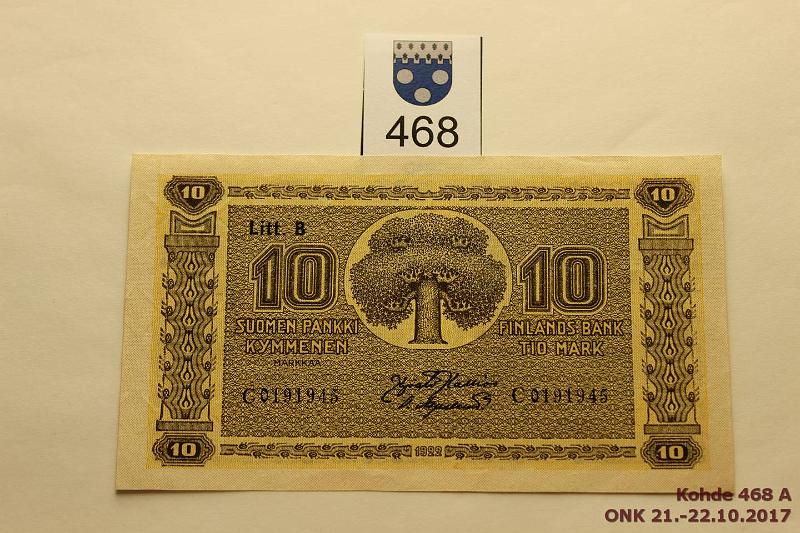 468
10 10
Litt. B
10 10
SUOMEN PANKKI FINLANDS BANK
KYMMENEN TIO MARK
MARKKAA
C0191945 C0191945
10 1922 10
Kohde 468 A
ONK 21.-22.10.2017